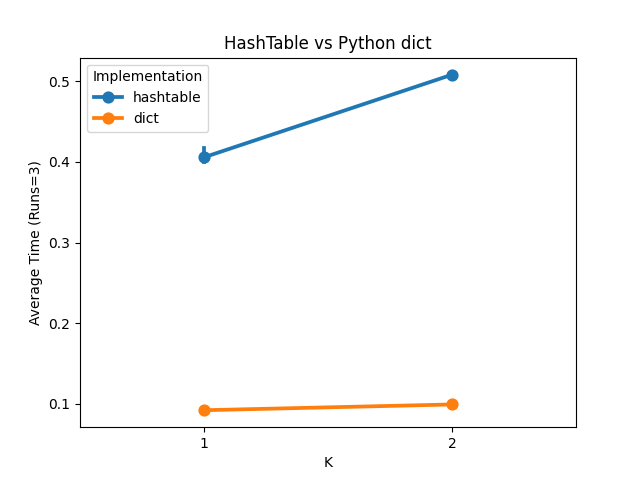 HashTable vs Python dict
Implementation
hashtable
dict
Average Time (Runs=3)
0.5
0.4
0.3
0.2
0.1
1
2
K